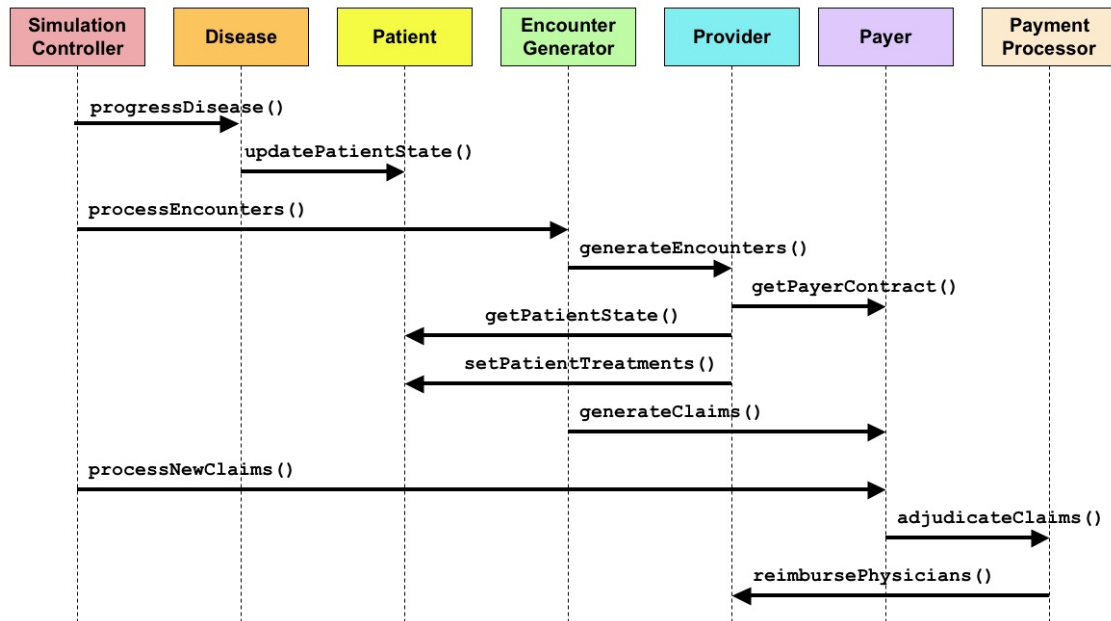 Simulation
Controller
Disease
Patient
Encounter
Generator
Provider
Payer
Payment
Processor
progressDisease()
updatePatientState()
processEncounters()
generateEncounters()
getPayerContract()
getPatientState()
setPatientTreatments()
generateClaims()
processNewClaims()
adjudicateClaims()
reimbursePhysicians()